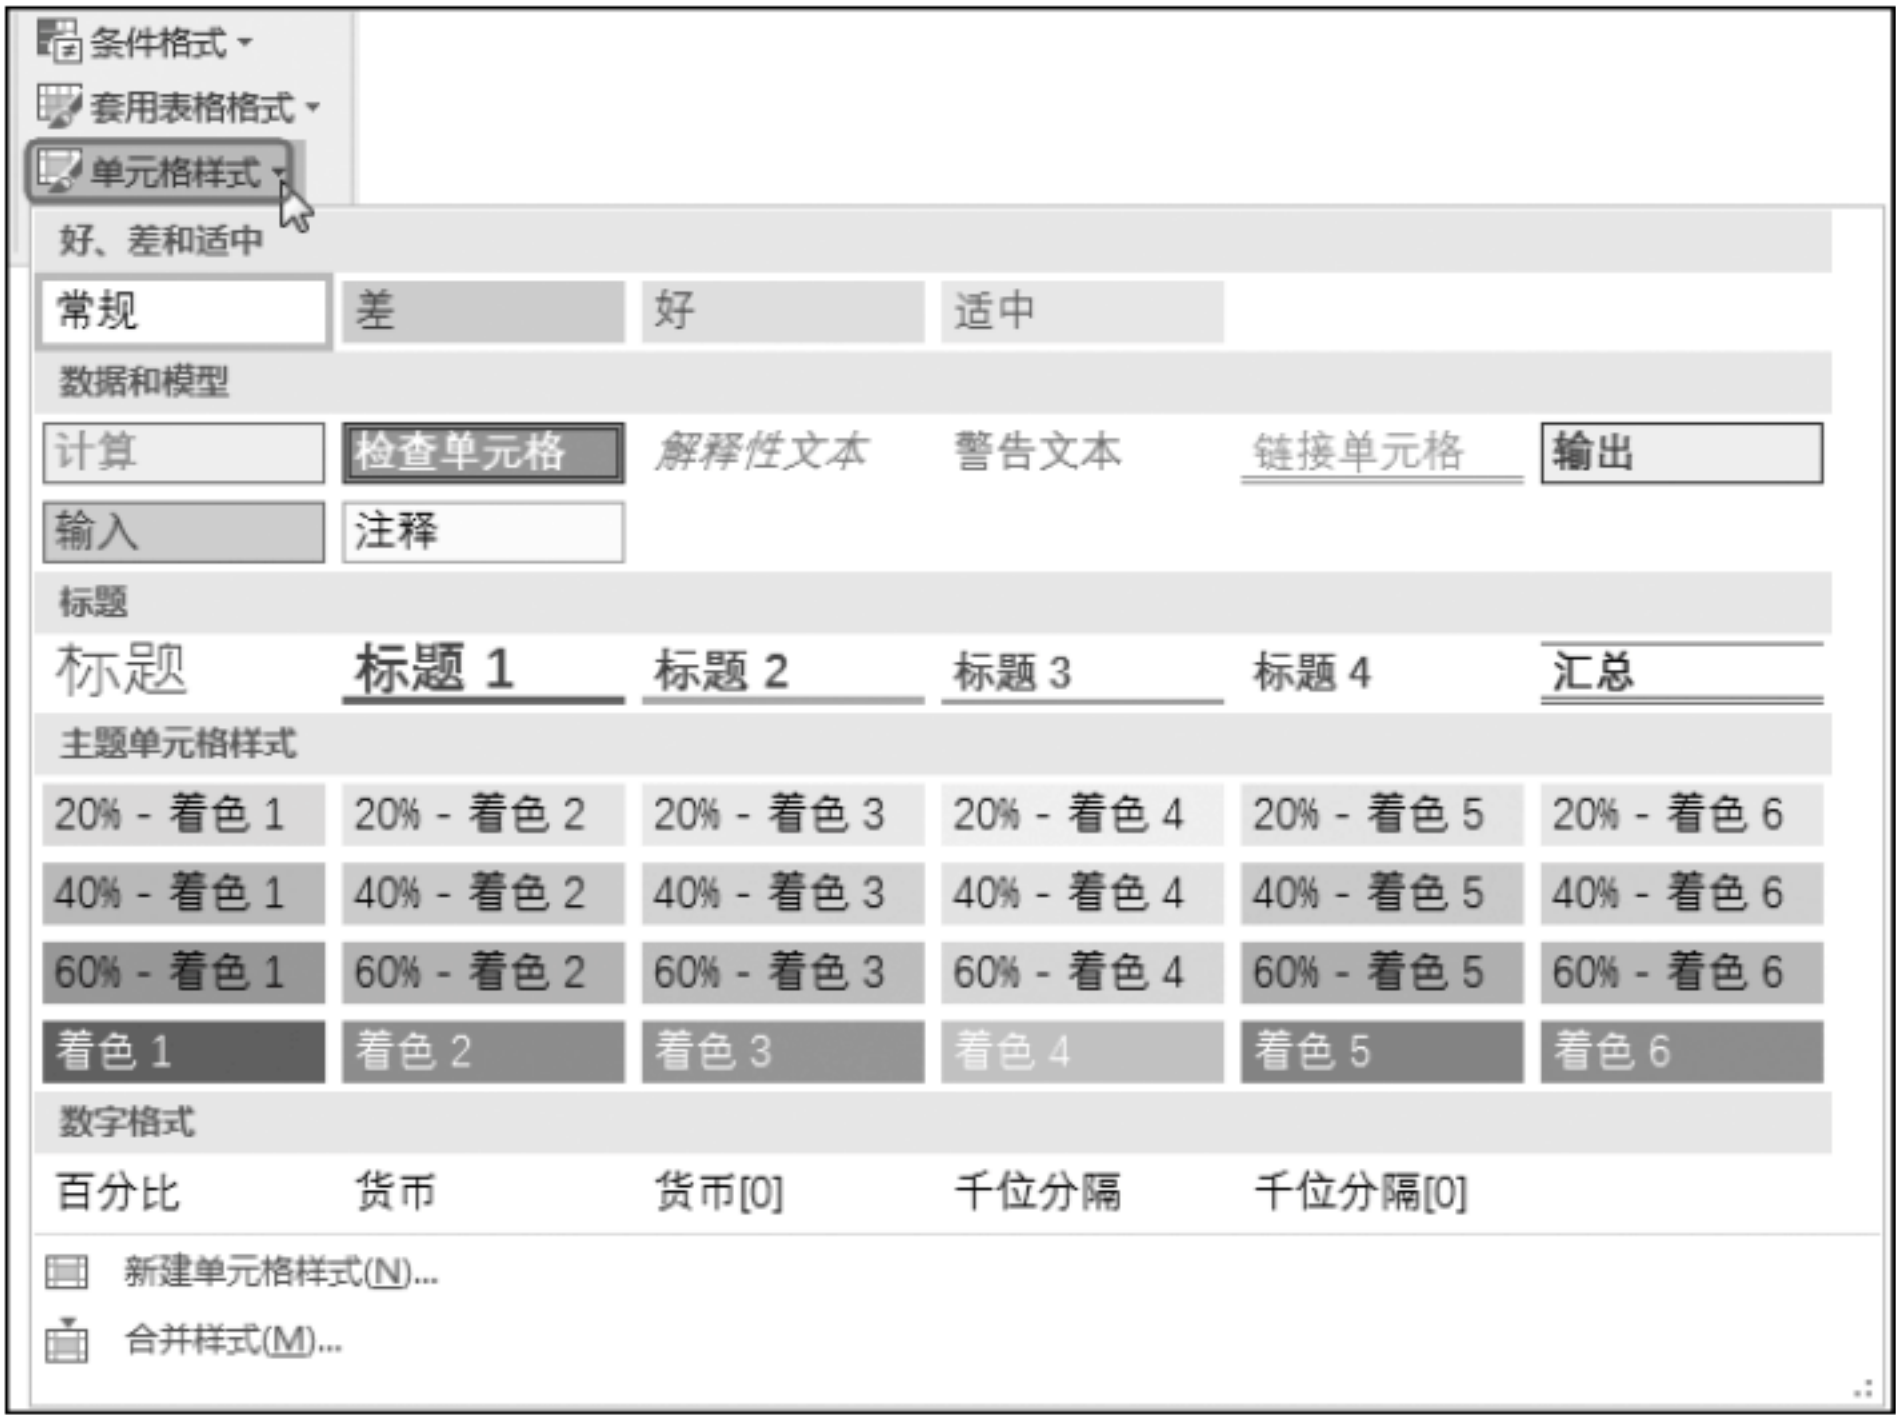 条件格式
套用表格格式
单元格样式
好、差和适中
常规 差 好 适中
数据和模型
计算 检查单元格 解释性文本 警告文本 链接单元格 输出
输入 注释
标题
标题 标题 1 标题 2 标题 3 标题 4 汇总
主题单元格样式
20% - 着色 1 20% - 着色 2 20% - 着色 3 20% - 着色 4 20% - 着色 5 20% - 着色 6
40% - 着色 1 40% - 着色 2 40% - 着色 3 40% - 着色 4 40% - 着色 5 40% - 着色 6
60% - 着色 1 60% - 着色 2 60% - 着色 3 60% - 着色 4 60% - 着色 5 60% - 着色 6
着色 1 着色 2 着色 3 着色 4 着色 5 着色 6
数字格式
百分比 货币 货币[0] 千位分隔 千位分隔[0]
新建单元格样式(N)...
合并样式(M)...